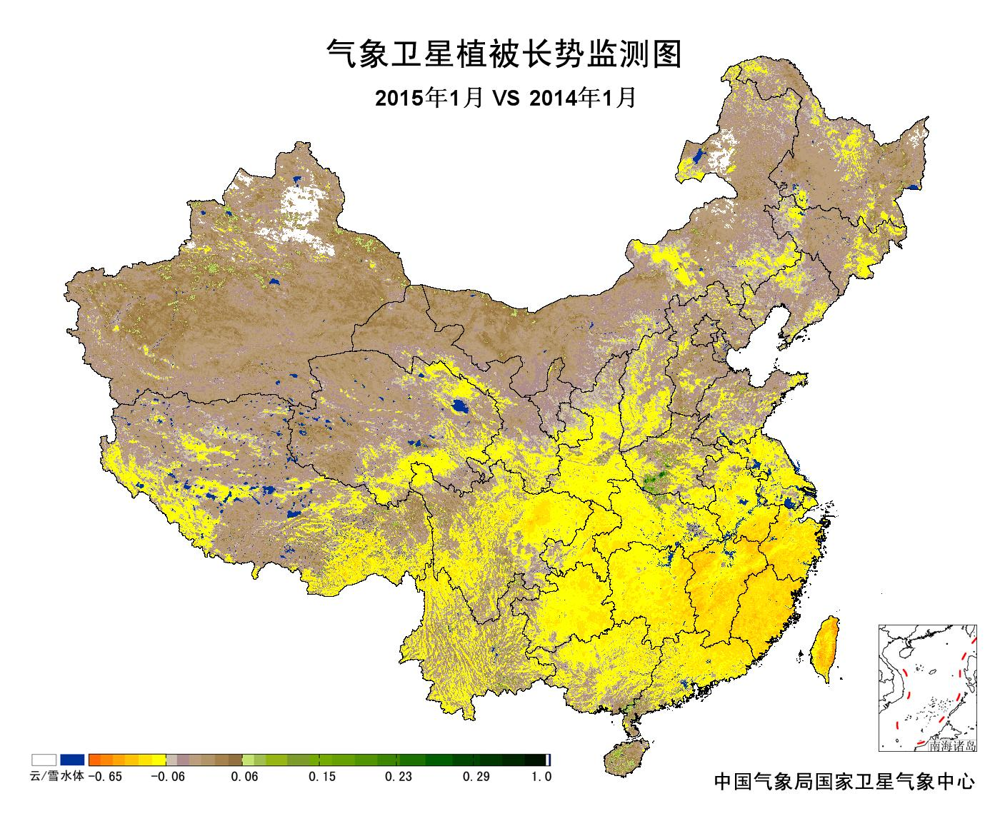 气象卫星植被长势监测图
2015年1月 VS 2014年1月
南海诸岛
云/雪 水体 -0.65 -0.06 0.06 0.15 0.23 0.29 1.0
中国气象局国家卫星气象中心